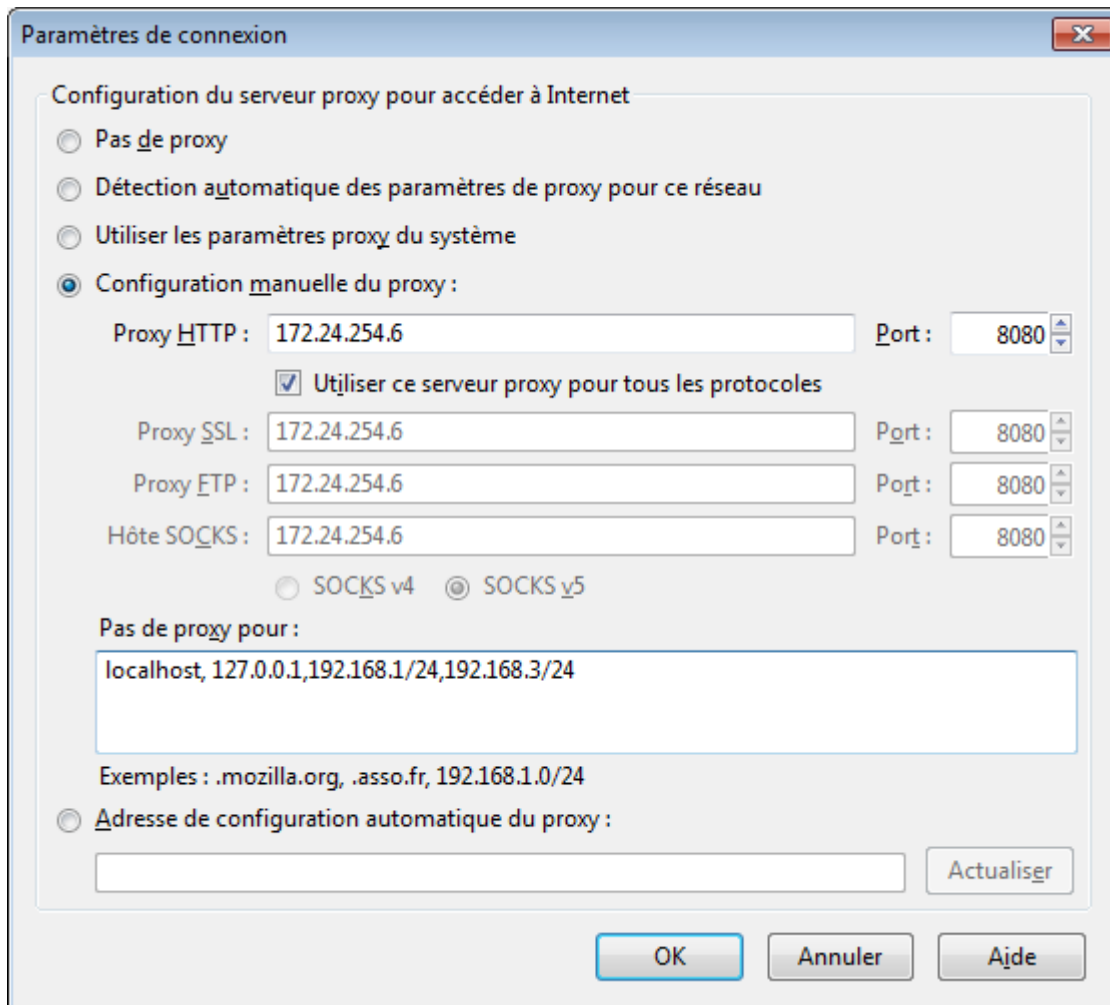 Paramètres de connexion
Configuration du serveur proxy pour accéder à Internet
Pas de proxy
Détection automatique des paramètres de proxy pour ce réseau
Utiliser les paramètres proxy du système
Configuration manuelle du proxy :
Proxy HTTP : 172.24.254.6 Port : 8080
Utiliser ce serveur proxy pour tous les protocoles
Proxy SSL : 172.24.254.6 Port : 8080
Proxy FTP : 172.24.254.6 Port : 8080
Hôte SOCKS : 172.24.254.6 Port : 8080
SOCKS v4 SOCKS v5
Pas de proxy pour :
localhost, 127.0.0.1,192.168.1/24,192.168.3/24
Exemples : .mozilla.org, .asso.fr, 192.168.1.0/24
Adresse de configuration automatique du proxy :
Actualiser
OK Annuler Aide